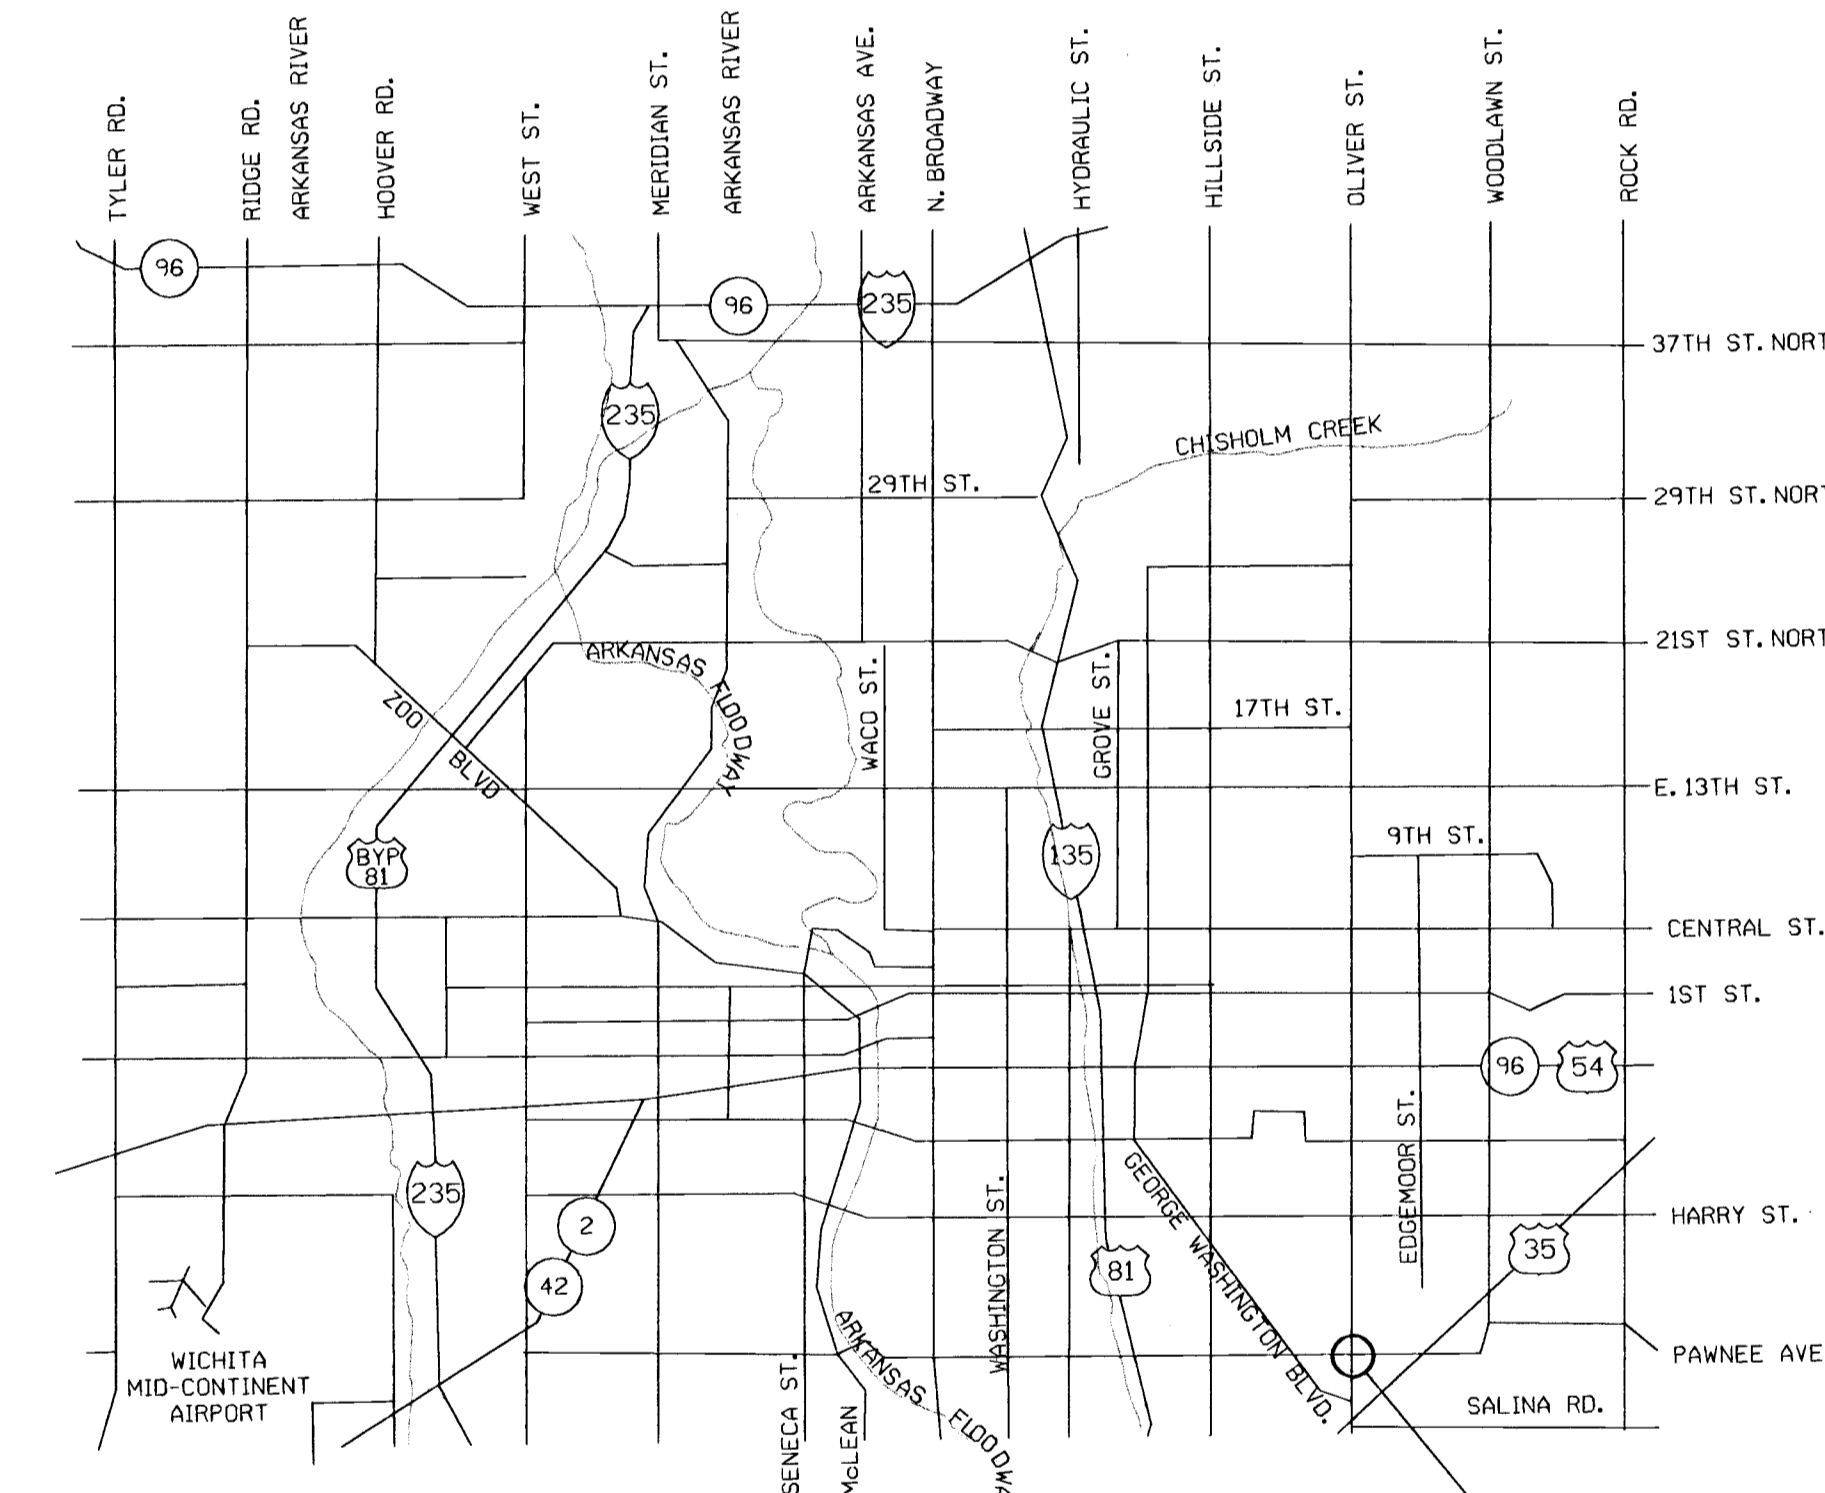 TYLER RD.
RIDGE RD.
ARKANSAS RIVER
HOOVER RD.
WEST ST.
MERIDIAN ST.
ARKANSAS RIVER
ARKANSAS AVE.
N. BROADWAY
HYDRAULIC ST.
HILLSIDE ST.
OLIVER ST.
WOODLAWN ST.
ROCK RD.
96
96
235
37TH ST. NORT
235
CHISHOLM CREEK
29TH ST.
29TH ST. NOR
21ST ST. NORT
ARKANSAS FLOODWAY
ZOO BLVD
WACO ST.
GROVE ST.
17TH ST.
E. 13TH ST.
9TH ST.
135
BYP
81
CENTRAL ST.
1ST ST.
96
54
EDGEMOOR ST.
GEORGE WASHINGTON BLVD.
235
2
42
WASHINGTON ST.
81
HARRY ST.
35
WICHITA
MID-CONTINENT
AIRPORT
ARKANSAS FLOODWA
PAWNEE AVE
SALINA RD.
SENECA ST.
McLEAN